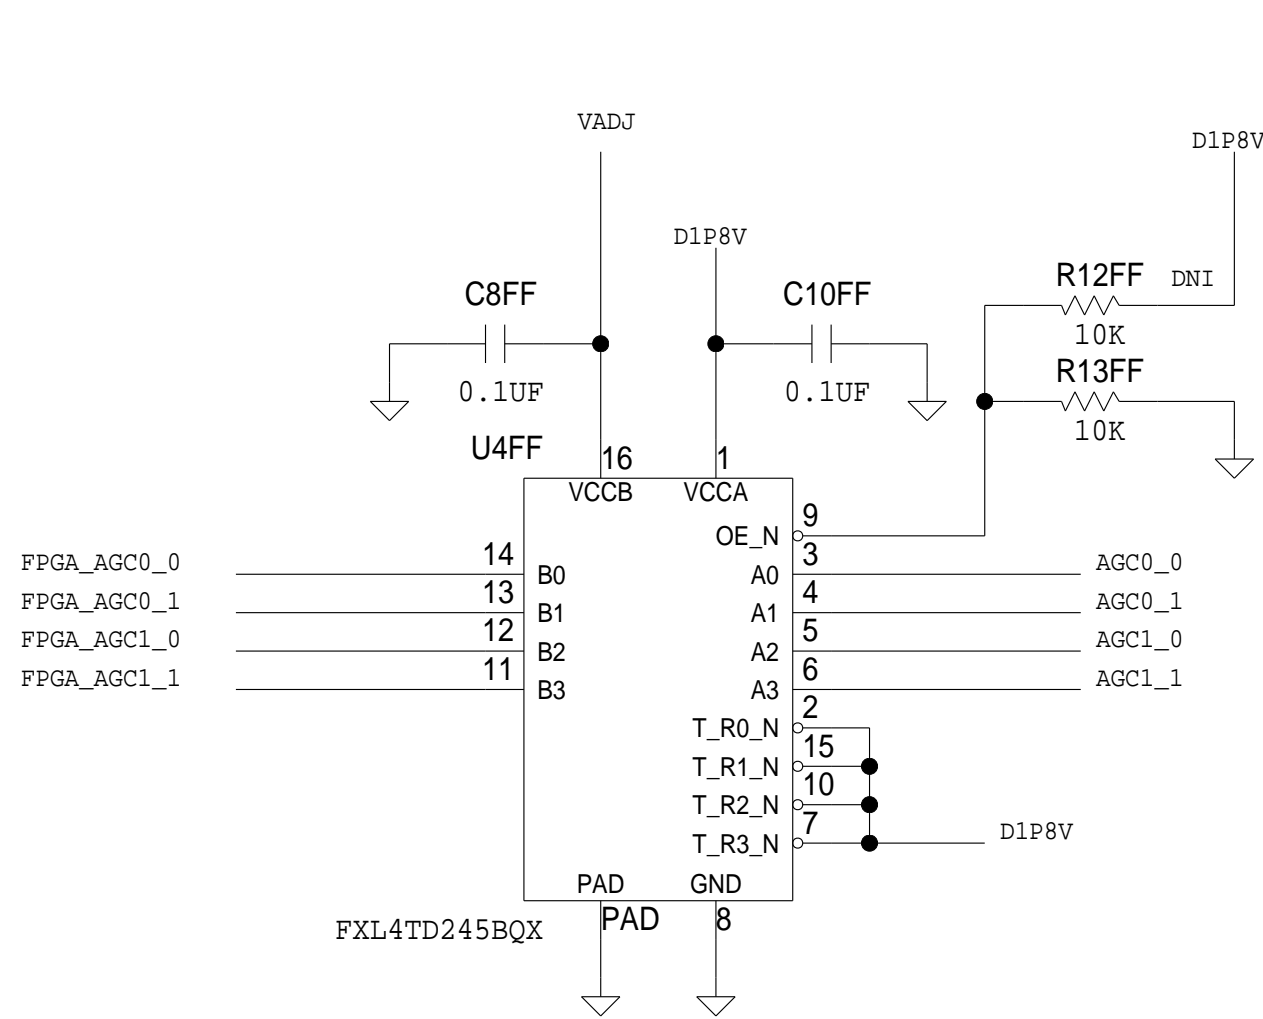 VADJ
D1P8V
D1P8V
C8FF
C10FF
R12FF DNI
10K
R13FF
0.1UF
0.1UF
10K
U4FF
16
1
VCCB
VCCA
9
OE_N
FPGA_AGC0_0
14
B0
3
A0
AGC0_0
FPGA_AGC0_1
13
B1
4
A1
AGC0_1
FPGA_AGC1_0
12
B2
5
A2
AGC1_0
FPGA_AGC1_1
11
B3
6
A3
AGC1_1
2
T_R0_N
15
T_R1_N
10
T_R2_N
7
T_R3_N
D1P8V
PAD
GND
FXL4TD245BQX
PAD
8